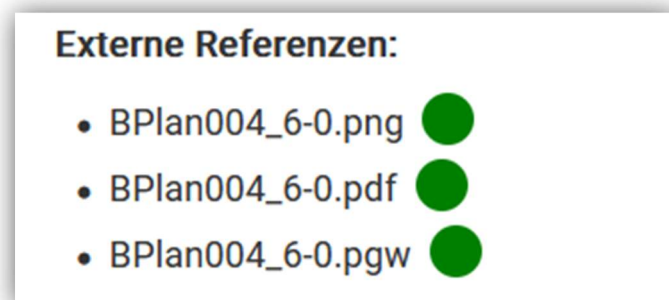 Externe Referenzen:
• BPlan004_6-0.png
• BPlan004_6-0.pdf
• BPlan004_6-0.pgw